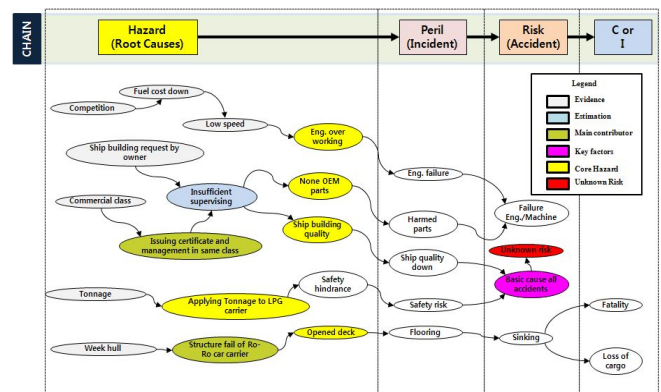 CHAIN
Hazard
(Root Causes)
Peril
(Incident)
Risk
(Accident)
C or
I
Legend
Evidence
Estimation
Main contributor
Key factors
Core Hazard
Unknown Risk
Fuel cost down
Competition
Low speed
Eng. over
working
Ship building request by
owner
Eng. failure
Insufficient
supervising
None OEM
parts
Commercial class
Failure
Eng./Machine
Harmed
parts
Ship building
quality
Issuing certificate and
management in same class
Unknown risk
Ship quality
down
Basic cause all
accidents
Safety
hindrance
Tonnage
Applying Tonnage to LPG
carrier
Safety risk
Fatality
Opened deck
Flooring
Sinking
Week hull
Structure fail of Ro-
Ro car carrier
Loss of
cargo